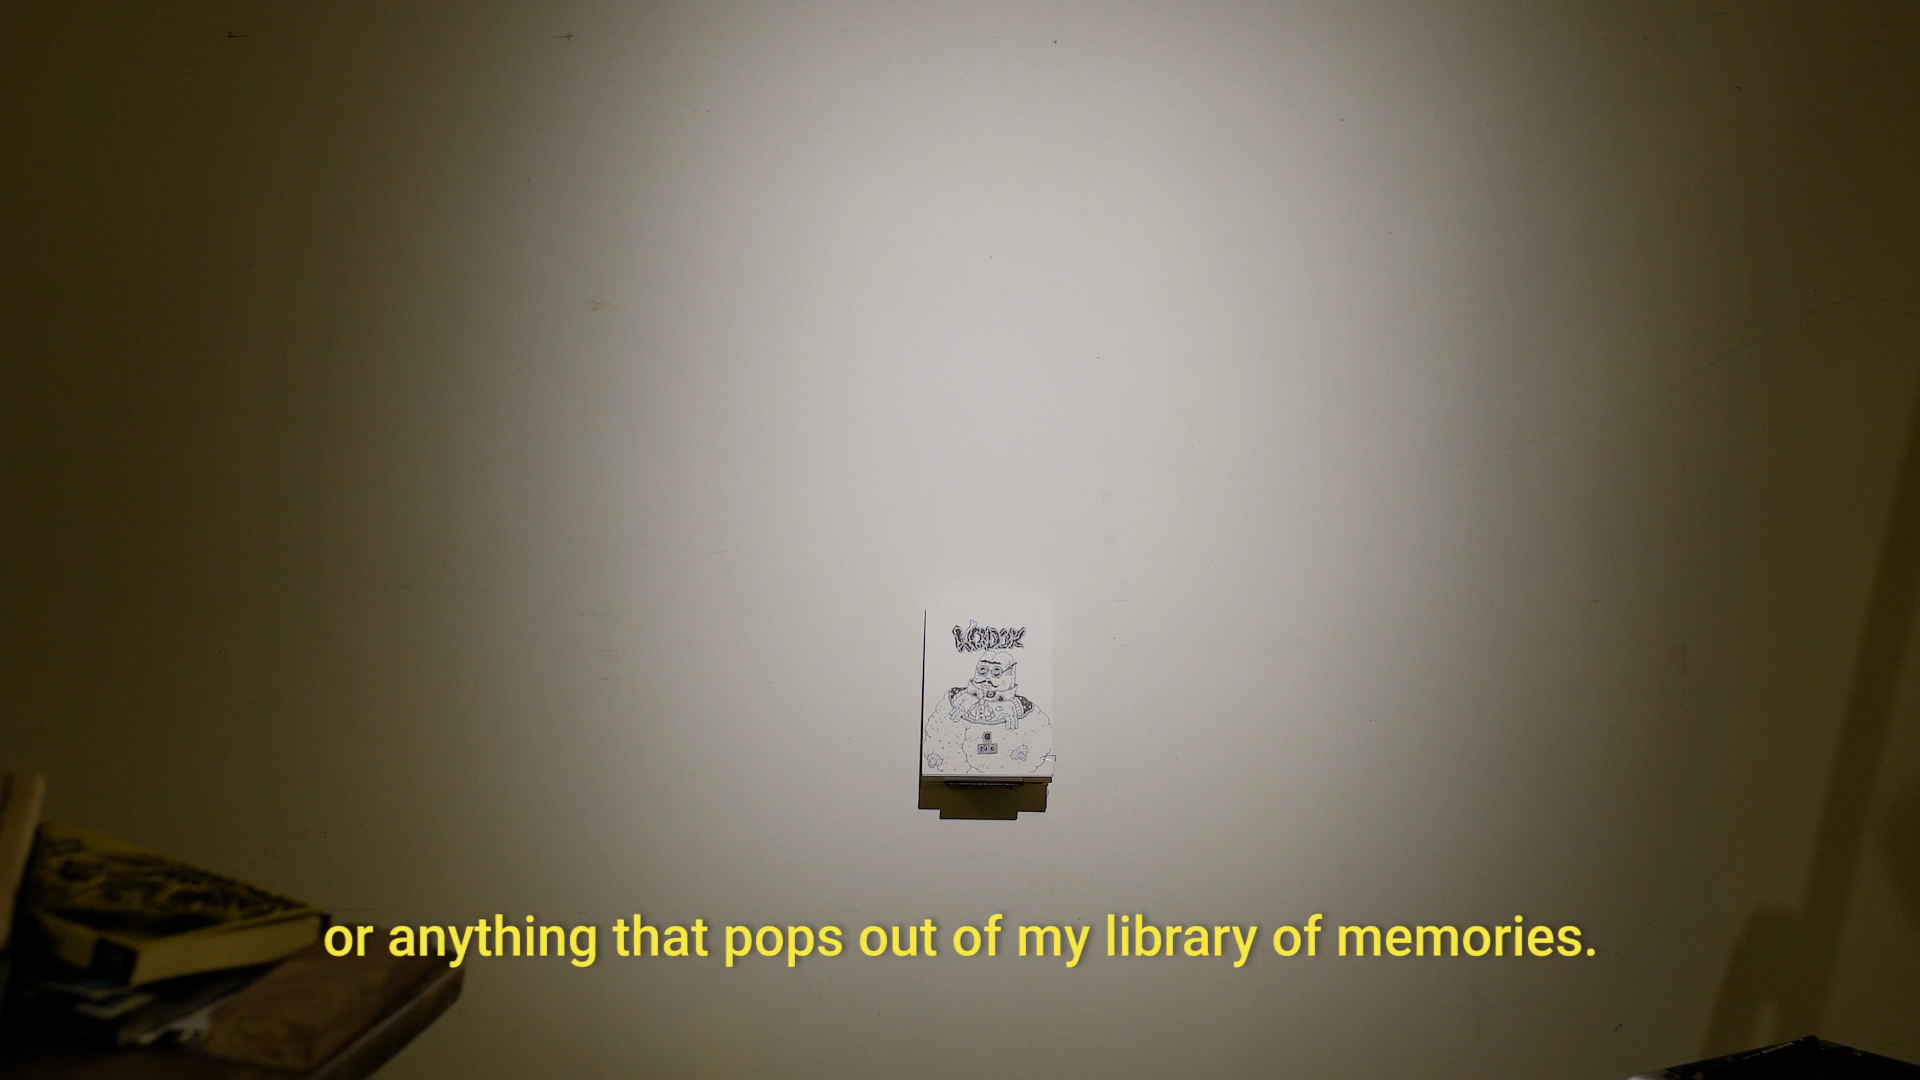 or anything that pops out of my library of memories.